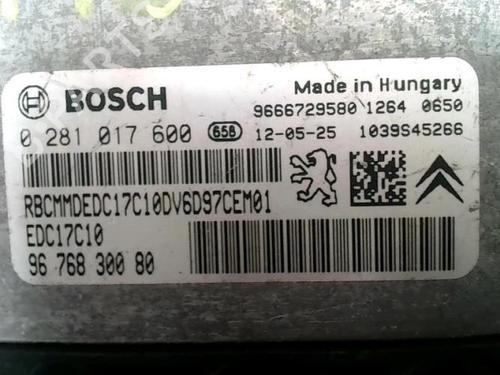 BOSCH
Made in Hungary
9666729580 1264 0650
0 281 017 600 658 12-05-25 1039S45266
RBCMMDEDC17C10DV6D97CEM01
EDC17C10
96 768 300 80